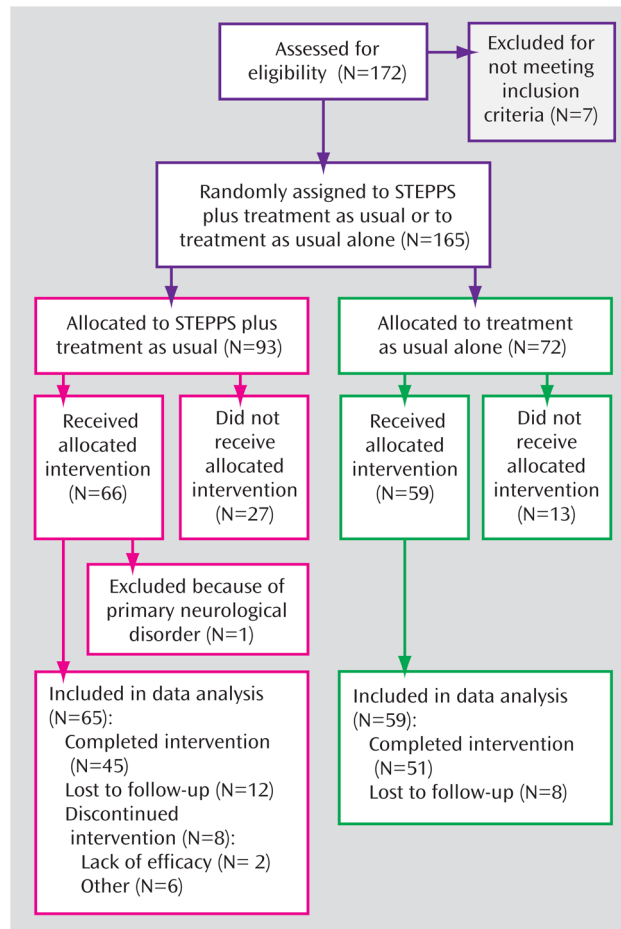 Assessed for
eligibility (N=172)
Excluded for
not meeting
inclusion
criteria (N=7)
Randomly assigned to STEPPS
plus treatment as usual or to
treatment as usual alone (N=165)
Allocated to STEPPS plus
treatment as usual (N=93)
Allocated to treatment
as usual alone (N=72)
Received
allocated
intervention
(N=66)
Did not
receive
allocated
intervention
(N=27)
Received
allocated
intervention
(N=59)
Did not
receive
allocated
intervention
(N=13)
Excluded because of
primary neurological
disorder (N=1)
Included in data analysis
(N=65):
Completed intervention
(N=45)
Lost to follow-up (N=12)
Discontinued
intervention (N=8):
Lack of efficacy (N= 2)
Other (N=6)
Included in data analysis
(N=59):
Completed intervention
(N=51)
Lost to follow-up (N=8)